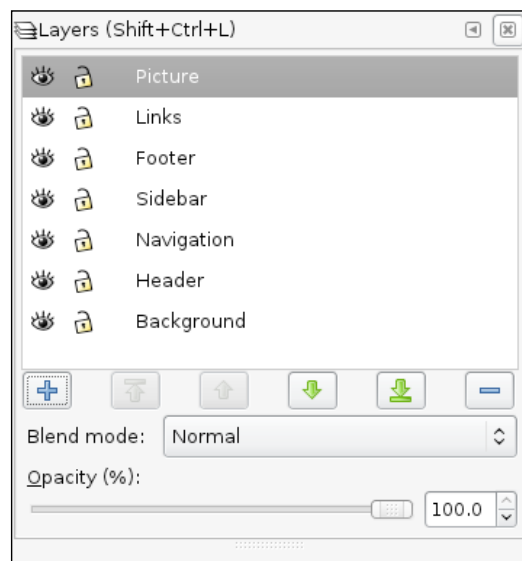 Layers (Shift+Ctrl+L)
Picture
Links
Footer
Sidebar
Navigation
Header
Background
Blend mode: Normal
Opacity (%):
100.0